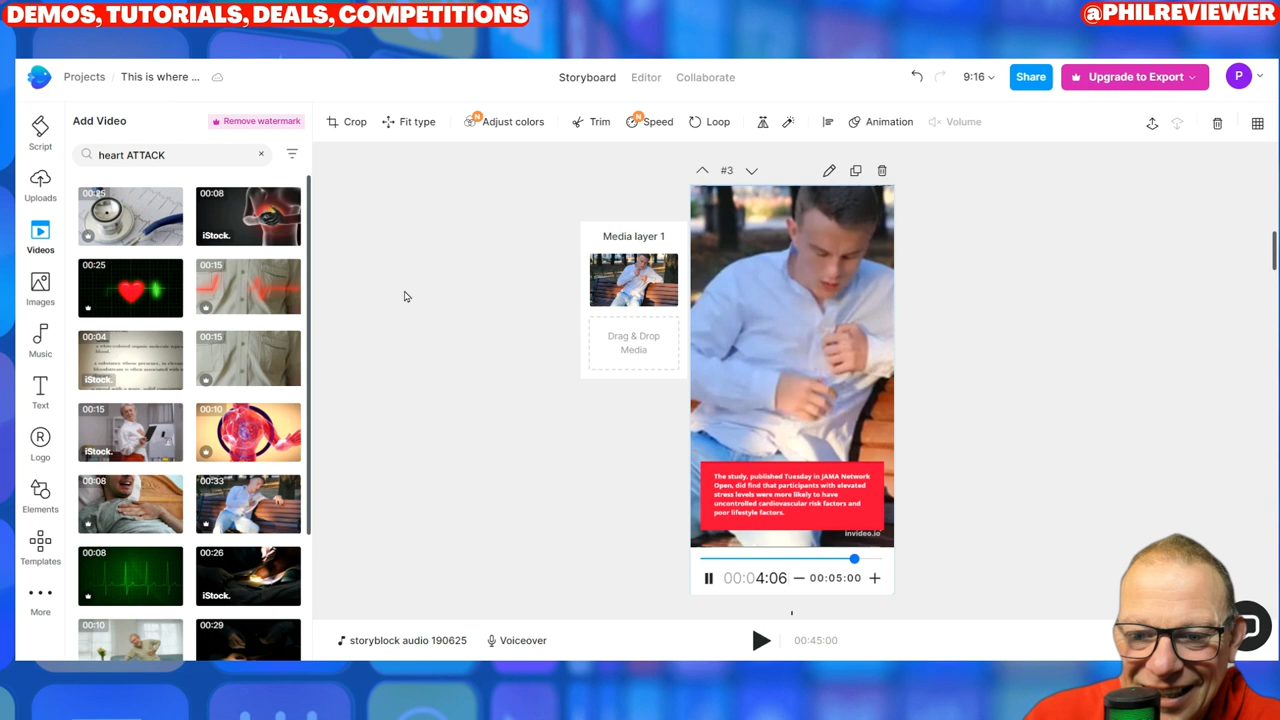 DEMOS, TUTORIALS, DEALS, COMPETITIONS
@PHILREVIEWER
Projects / This is where ...
Storyboard Editor Collaborate
9:16
Share
Upgrade to Export
P
Script
Uploads
Videos
Images
Music
Text
Logo
Elements
Templates
More
Add Video
Remove watermark
heart ATTACK
00:25
00:08
iStock.
00:25
00:15
00:04
iStock.
00:15
00:15
iStock.
00:10
00:08
00:33
00:08
00:26
iStock.
00:10
00:29
Crop Fit type Adjust colors Trim Speed Loop Animation Volume
N
N
#3
Media layer 1
Drag & Drop
Media
The study, published Tuesday in JAMA Network
Open, did find that participants with elevated
stress levels were more likely to have
uncontrolled cardiovascular risk factors and
poor lifestyle factors.
invideo.io
00:04:06 — 00:05:00 +
storyblock audio 190625
Voiceover
00:45:00